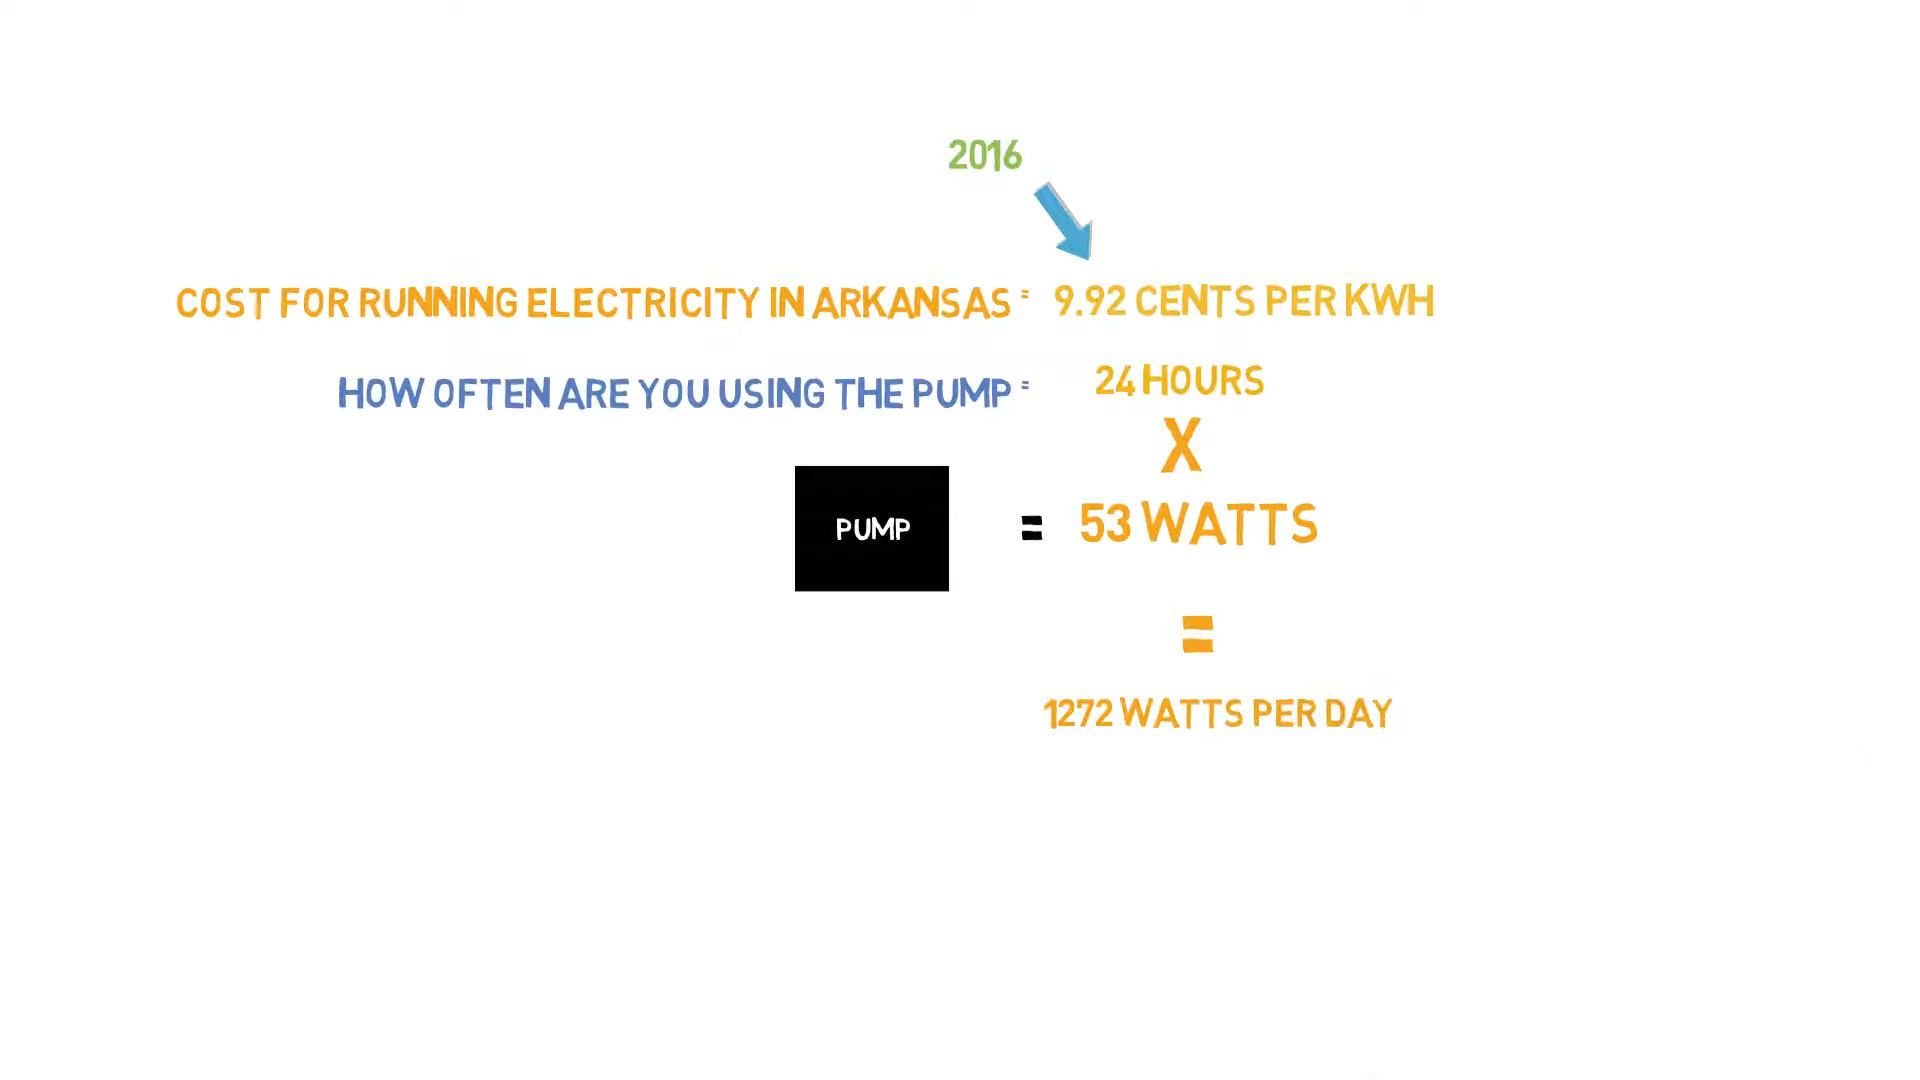 2016
COST FOR RUNNING ELECTRICITY IN ARKANSAS = 9.92 CENTS PER KWH
HOW OFTEN ARE YOU USING THE PUMP = 24 HOURS
X
PUMP = 53 WATTS
=
1272 WATTS PER DAY